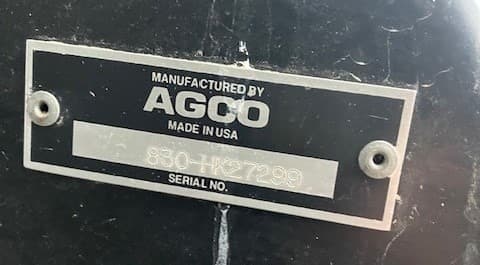 MANUFACTURED BY
AGCO
MADE IN USA
830-HK27299
SERIAL NO.